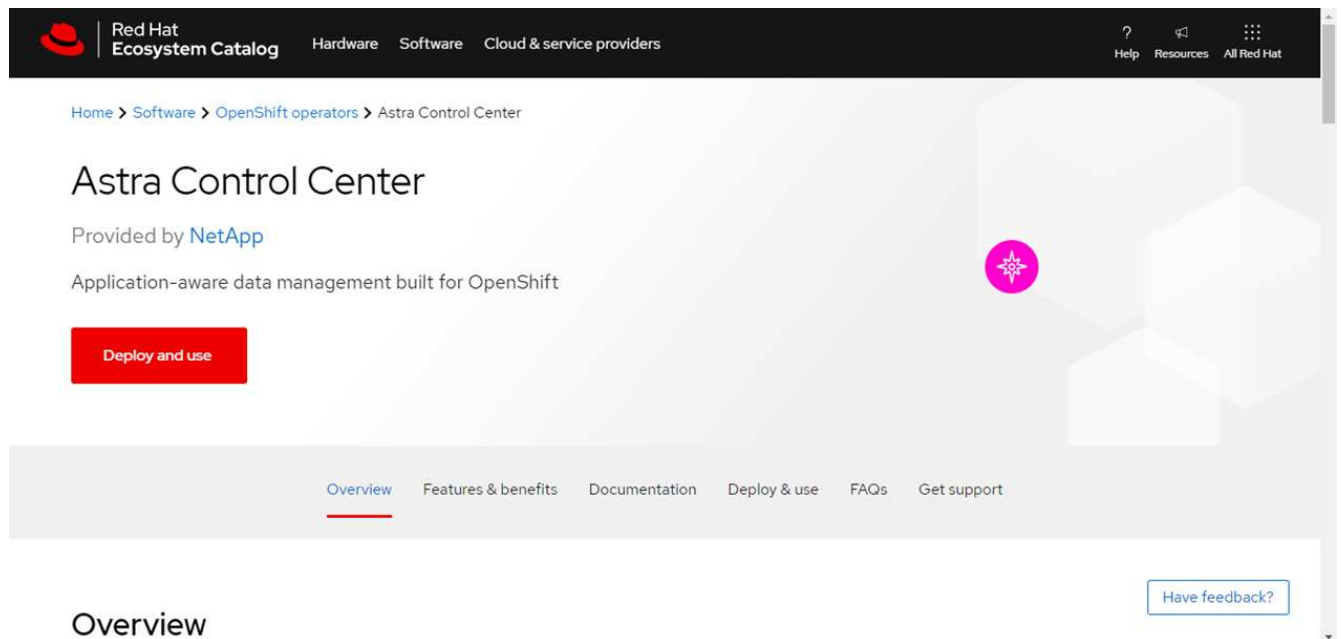 Red Hat
Ecosystem Catalog
Hardware Software Cloud & service providers
? Help
Resources
All Red Hat
Home > Software > OpenShift operators > Astra Control Center
Astra Control Center
Provided by NetApp
Application-aware data management built for OpenShift
Deploy and use
Overview Features & benefits Documentation Deploy & use FAQs Get support
Have feedback?
Overview